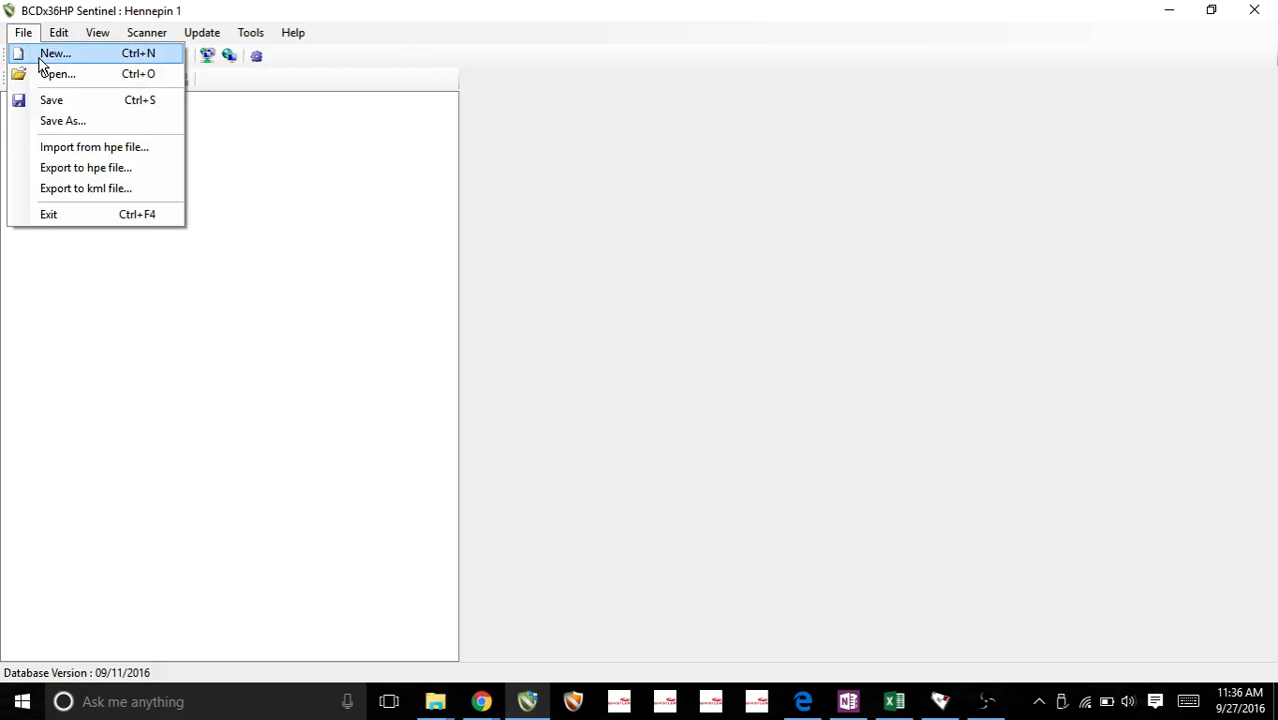 BCDx36HP Sentinel : Hennepin 1
File Edit View Scanner Update Tools Help
New... Ctrl+N
Open... Ctrl+O
Save Ctrl+S
Save As...
Import from hpe file...
Export to hpe file...
Export to kml file...
Exit Ctrl+F4
Database Version : 09/11/2016
Ask me anything
11:36 AM
9/27/2016